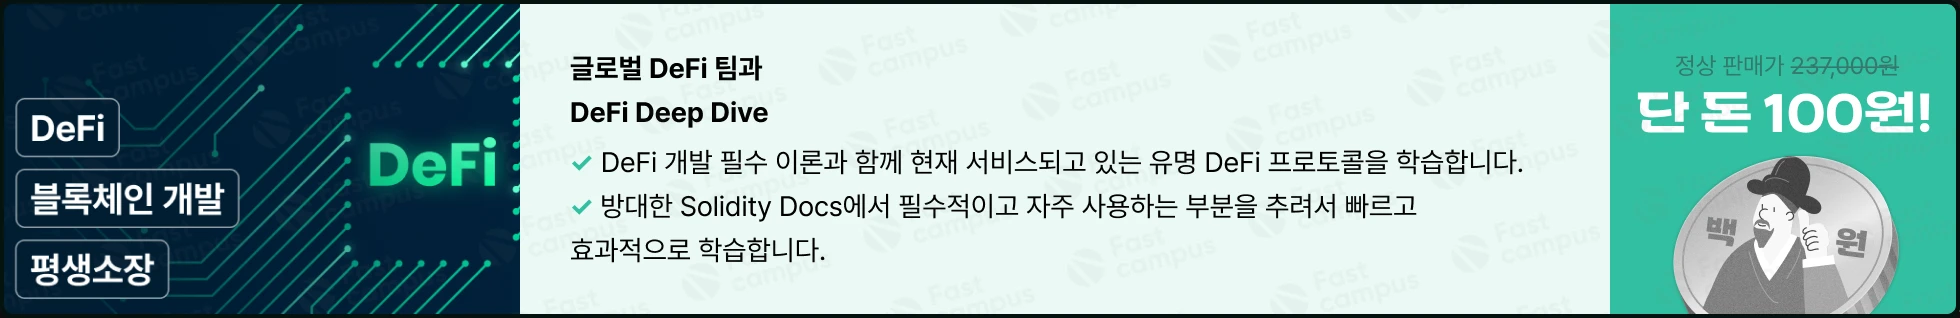 DeFi
블록체인 개발
평생소장
DeFi
글로벌 DeFi 팀과
DeFi Deep Dive
DeFi 개발 필수 이론과 함께 현재 서비스되고 있는 유명 DeFi 프로토콜을 학습합니다.
방대한 Solidity Docs에서 필수적이고 자주 사용하는 부분을 추려서 빠르고
효과적으로 학습합니다.
정상 판매가 237,000원
단 돈 100원!
백 원
Fast campus